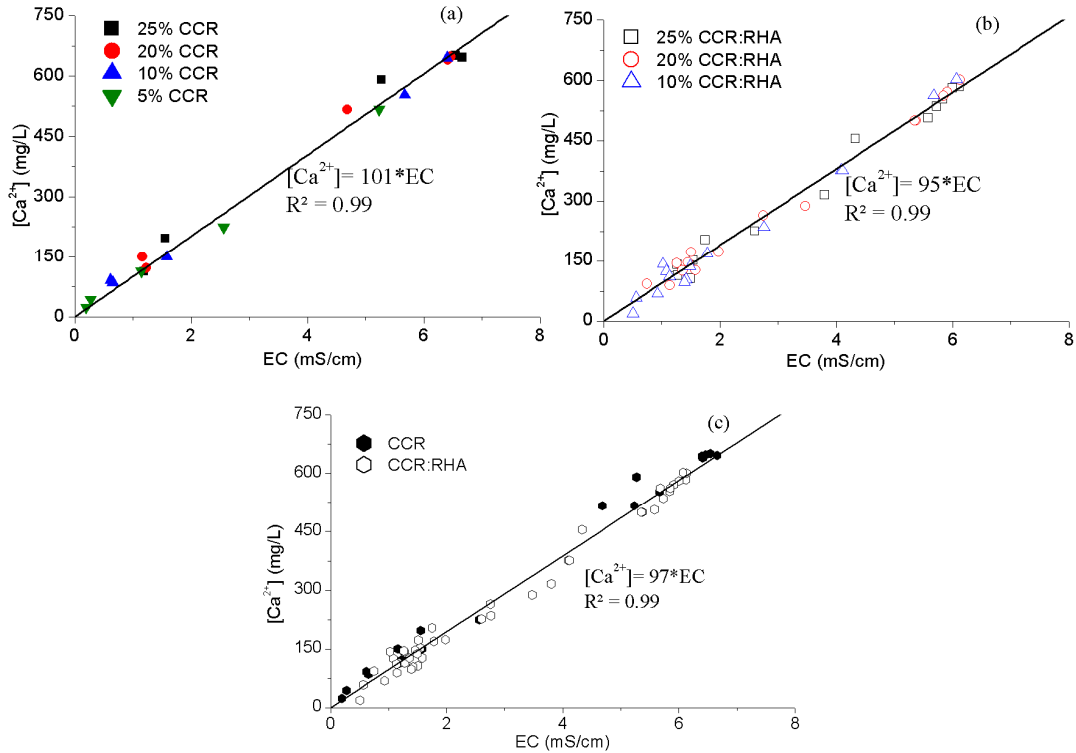 (a)
750
600
450
300
150
0
[Ca²⁺] (mg/L)
25% CCR
20% CCR
10% CCR
5% CCR
[Ca²⁺]= 101*EC
R² = 0.99
0 2 4 6 8
EC (mS/cm)
(b)
750
600
450
300
150
0
[Ca²⁺] (mg/L)
25% CCR:RHA
20% CCR:RHA
10% CCR:RHA
[Ca²⁺]= 95*EC
R² = 0.99
0 2 4 6 8
EC (mS/cm)
(c)
750
600
450
300
150
0
[Ca²⁺] (mg/L)
CCR
CCR:RHA
[Ca²⁺]= 97*EC
R² = 0.99
0 2 4 6 8
EC (mS/cm)